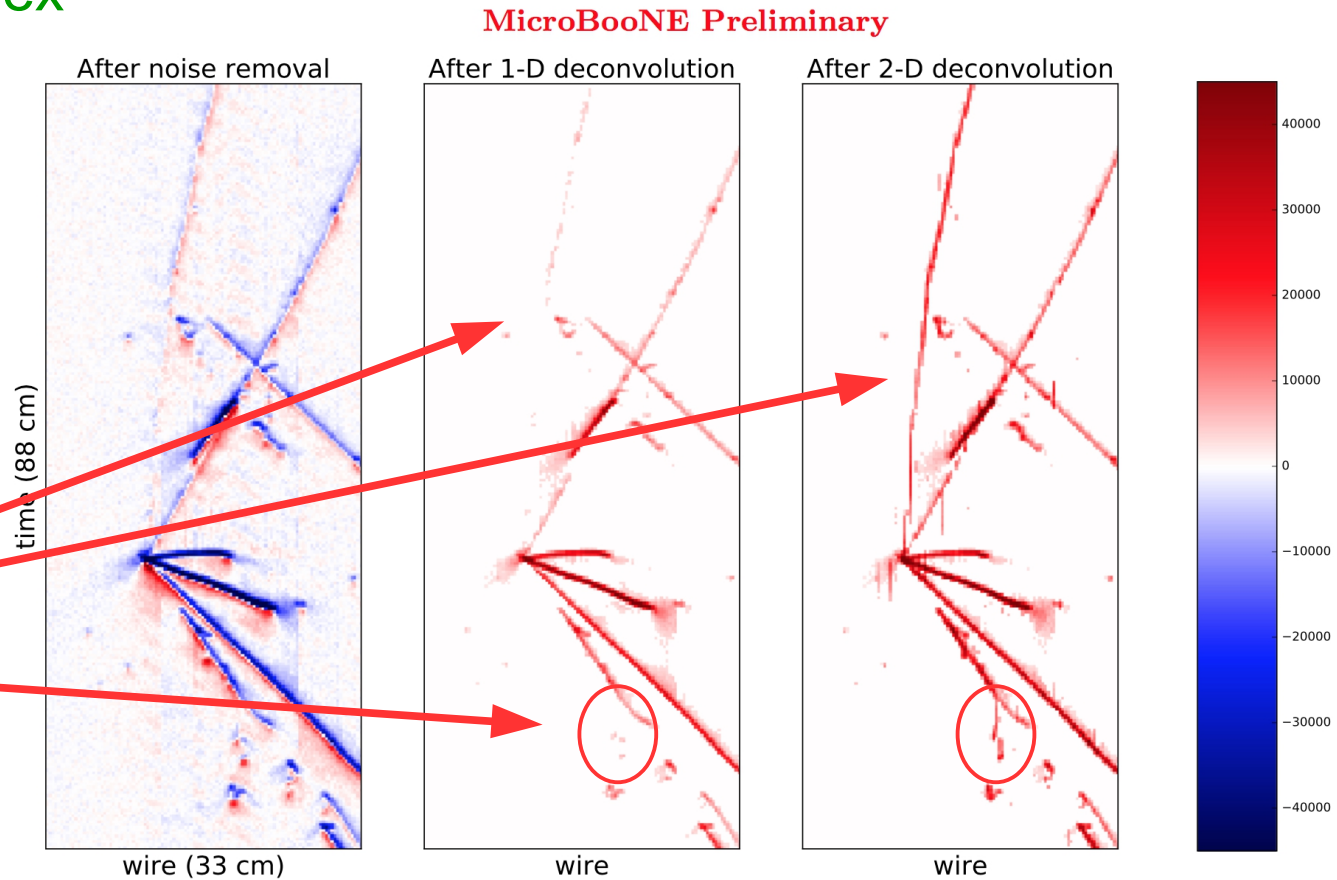 ex
MicroBooNE Preliminary
After noise removal
After 1-D deconvolution
After 2-D deconvolution
time (88 cm)
wire (33 cm)
wire
wire
40000
30000
20000
10000
0
−10000
−20000
−30000
−40000